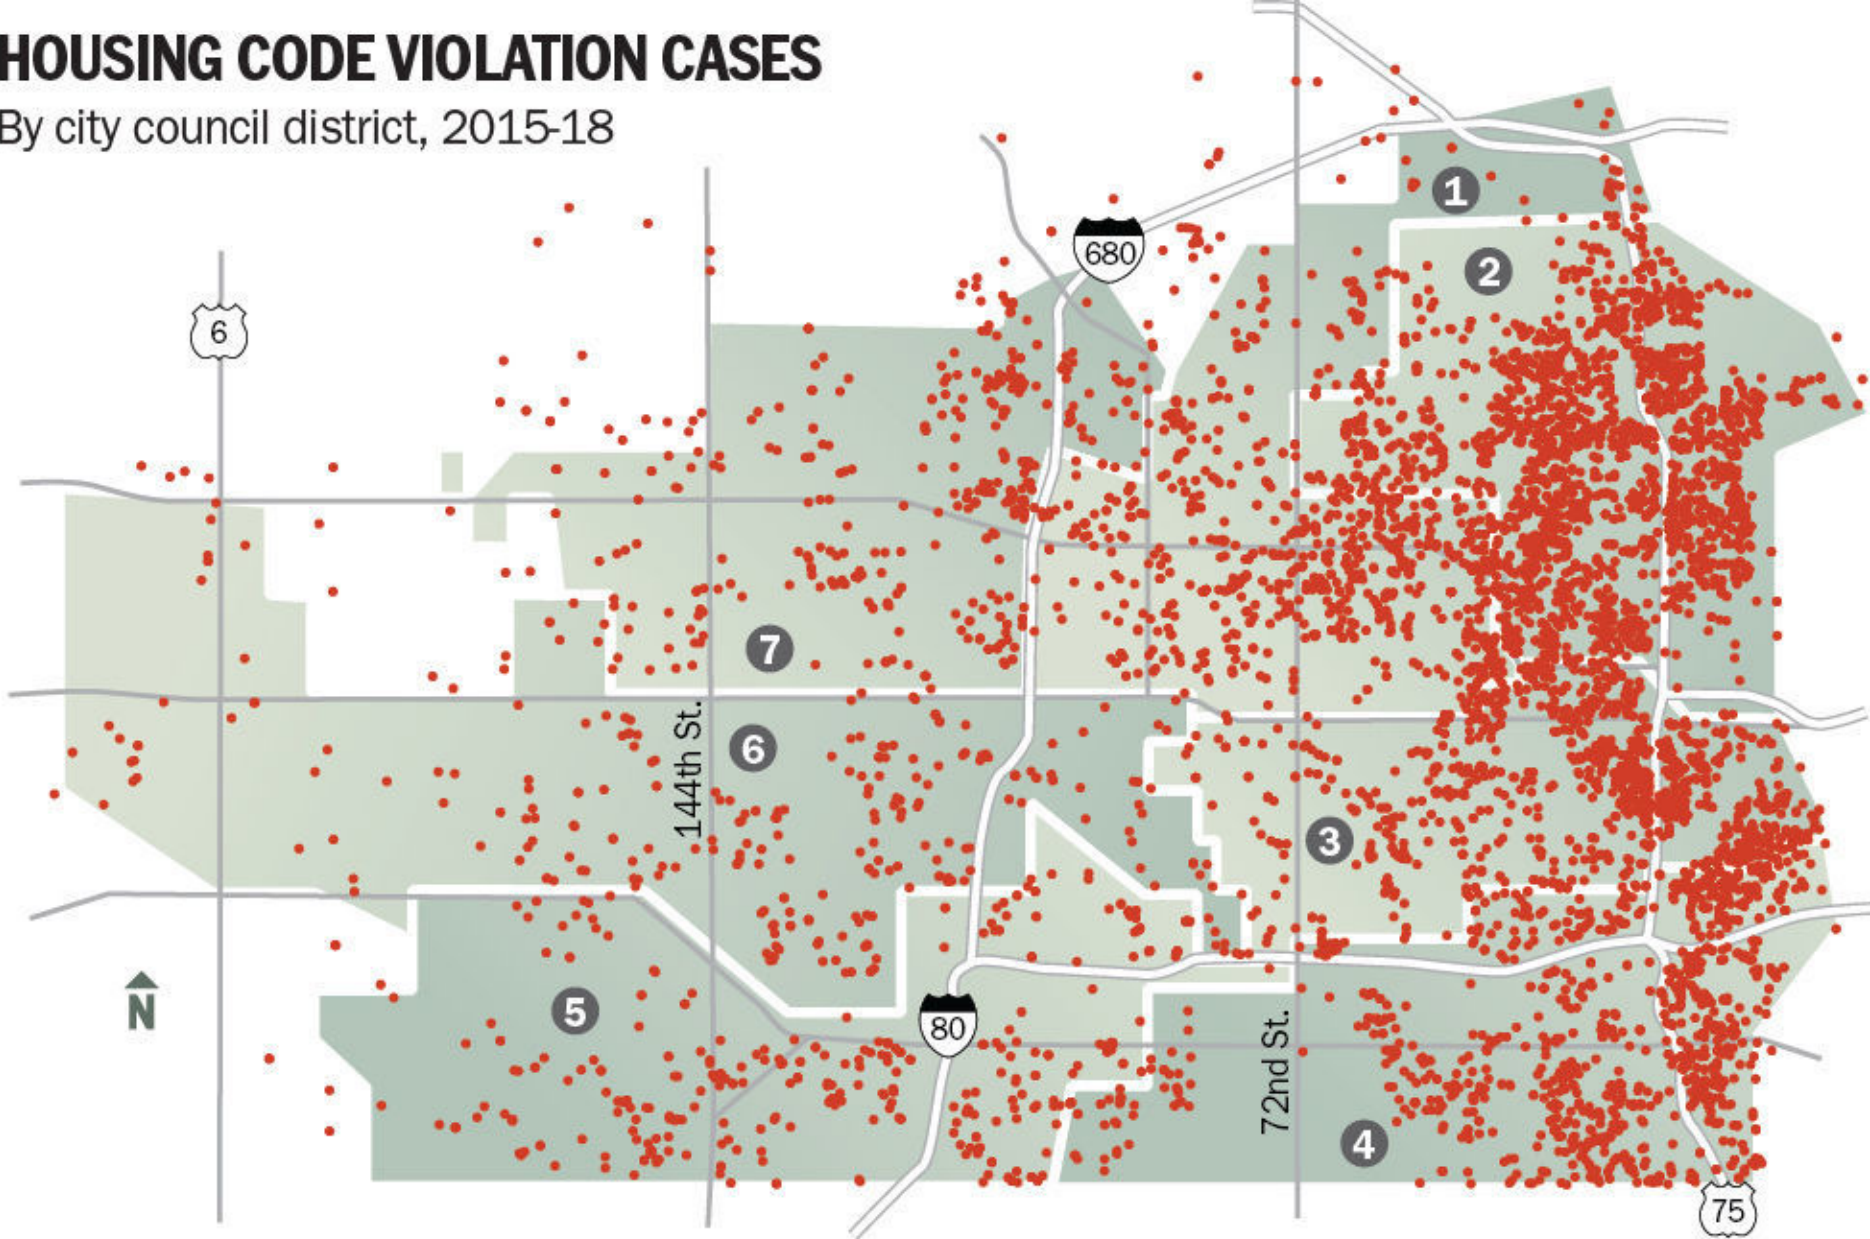 HOUSING CODE VIOLATION CASES
By city council district, 2015-18
1
2
680
6
7
144th St.
6
3
5
N
80
72nd St.
4
75